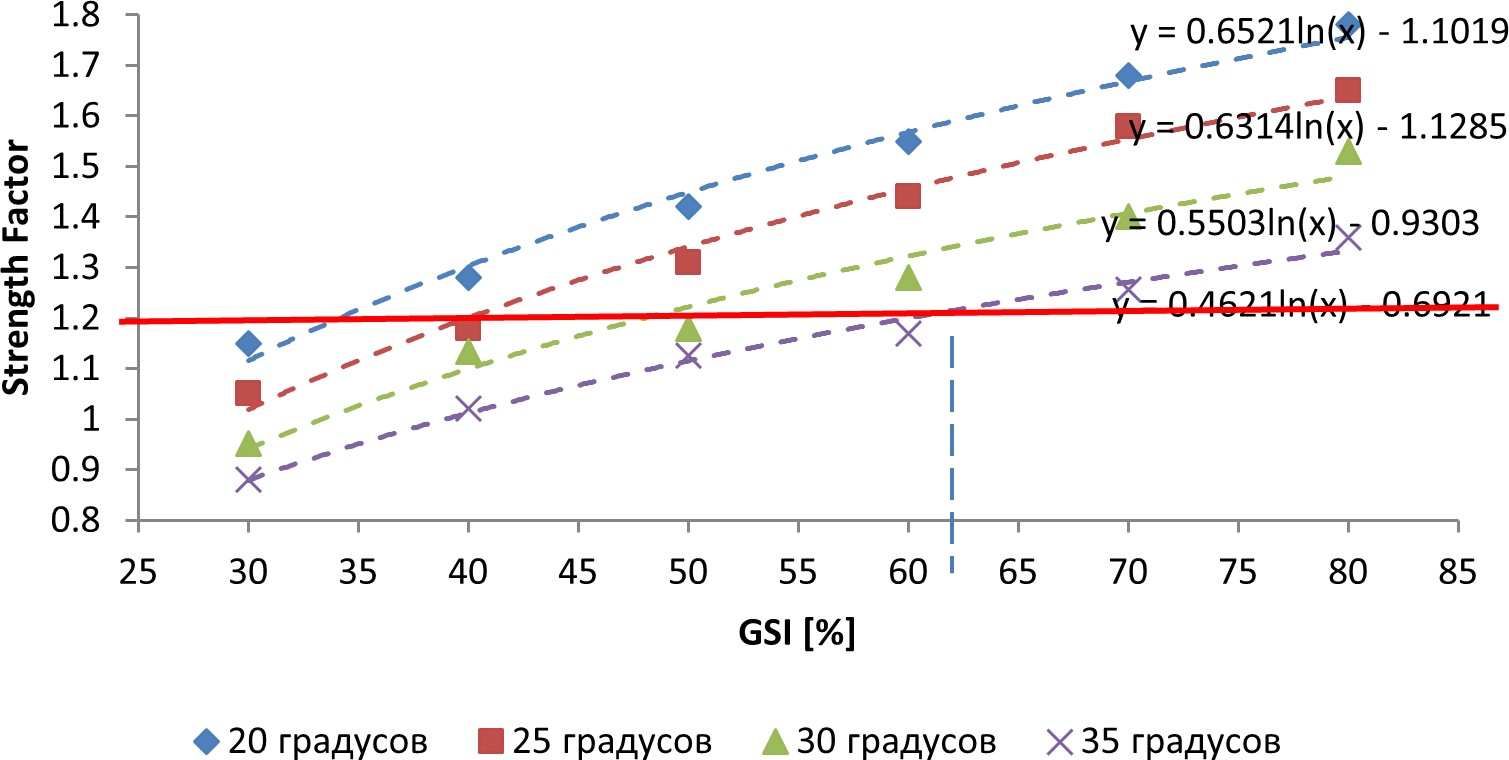 1.8
1.7
1.6
1.5
1.4
1.3
1.2
1.1
1
0.9
0.8
Strength Factor
y = 0.6521ln(x) - 1.1019
y = 0.6314ln(x) - 1.1285
y = 0.5503ln(x) - 0.9303
y = 0.4621ln(x) - 0.6921
25 30 35 40 45 50 55 60 65 70 75 80 85
GSI [%]
20 градусов 25 градусов 30 градусов 35 градусов